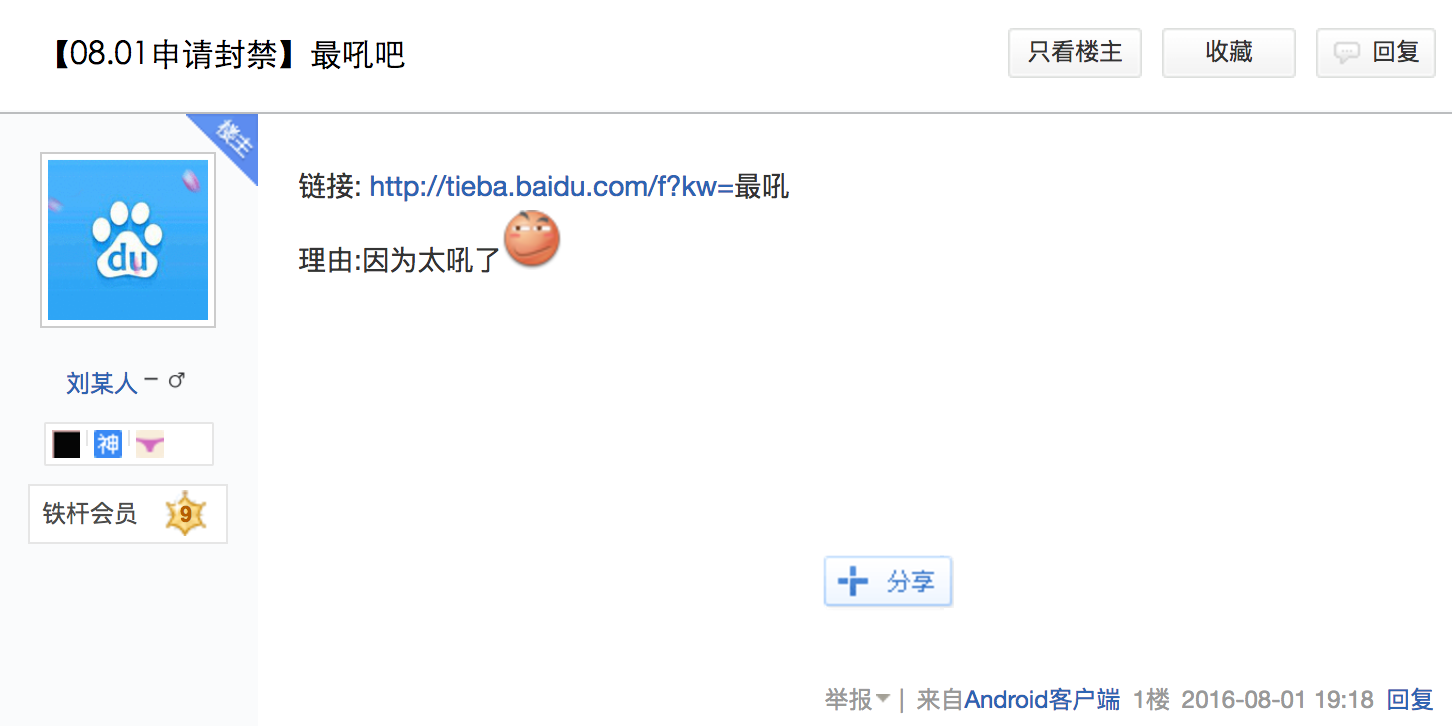 【08.01申请封禁】最吼吧
只看楼主
收藏
回复
楼主
链接: http://tieba.baidu.com/f?kw=最吼
理由:因为太吼了
du
刘某人一 ♂
神
铁杆会员 9
分享
举报 | 来自Android客户端 1楼 2016-08-01 19:18 回复